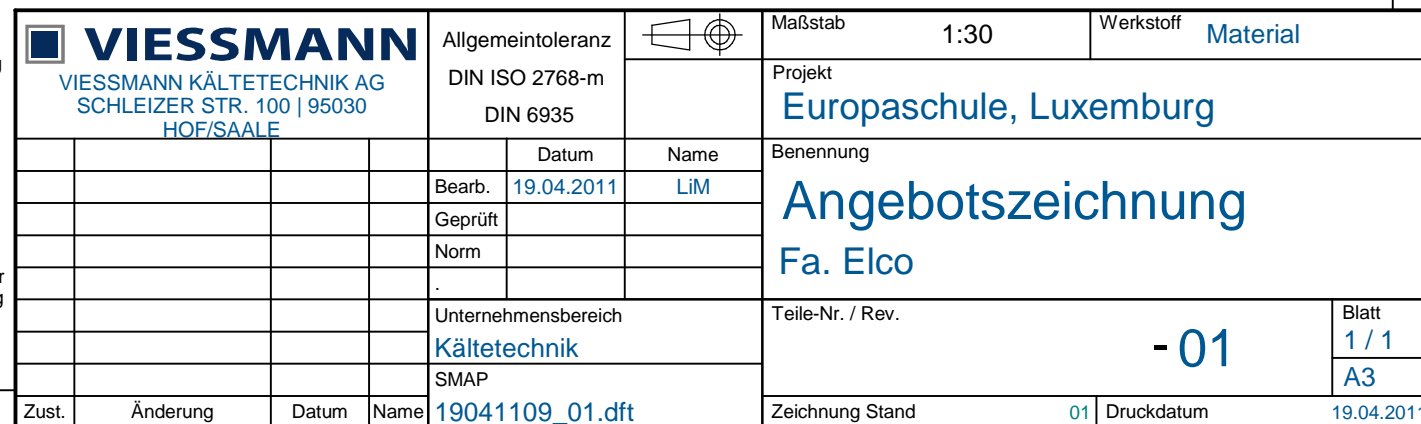 VIESSMANN
VIESSMANN KÄLTETECHNIK AG
SCHLEIZER STR. 100 | 95030
HOF/SAALE
Allgemeintoleranz
DIN ISO 2768-m
DIN 6935
Maßstab 1:30
Werkstoff Material
Projekt
Europaschule, Luxemburg
Datum Name
Bearb. 19.04.2011 LiM
Geprüft
Norm
.
Benennung
Angebotszeichnung
Fa. Elco
Unternehmensbereich
Kältetechnik
SMAP
19041109_01.dft
Teile-Nr. / Rev.
- 01
Blatt
1 / 1
A3
Zust. Änderung Datum Name
Zeichnung Stand 01
Druckdatum 19.04.2011